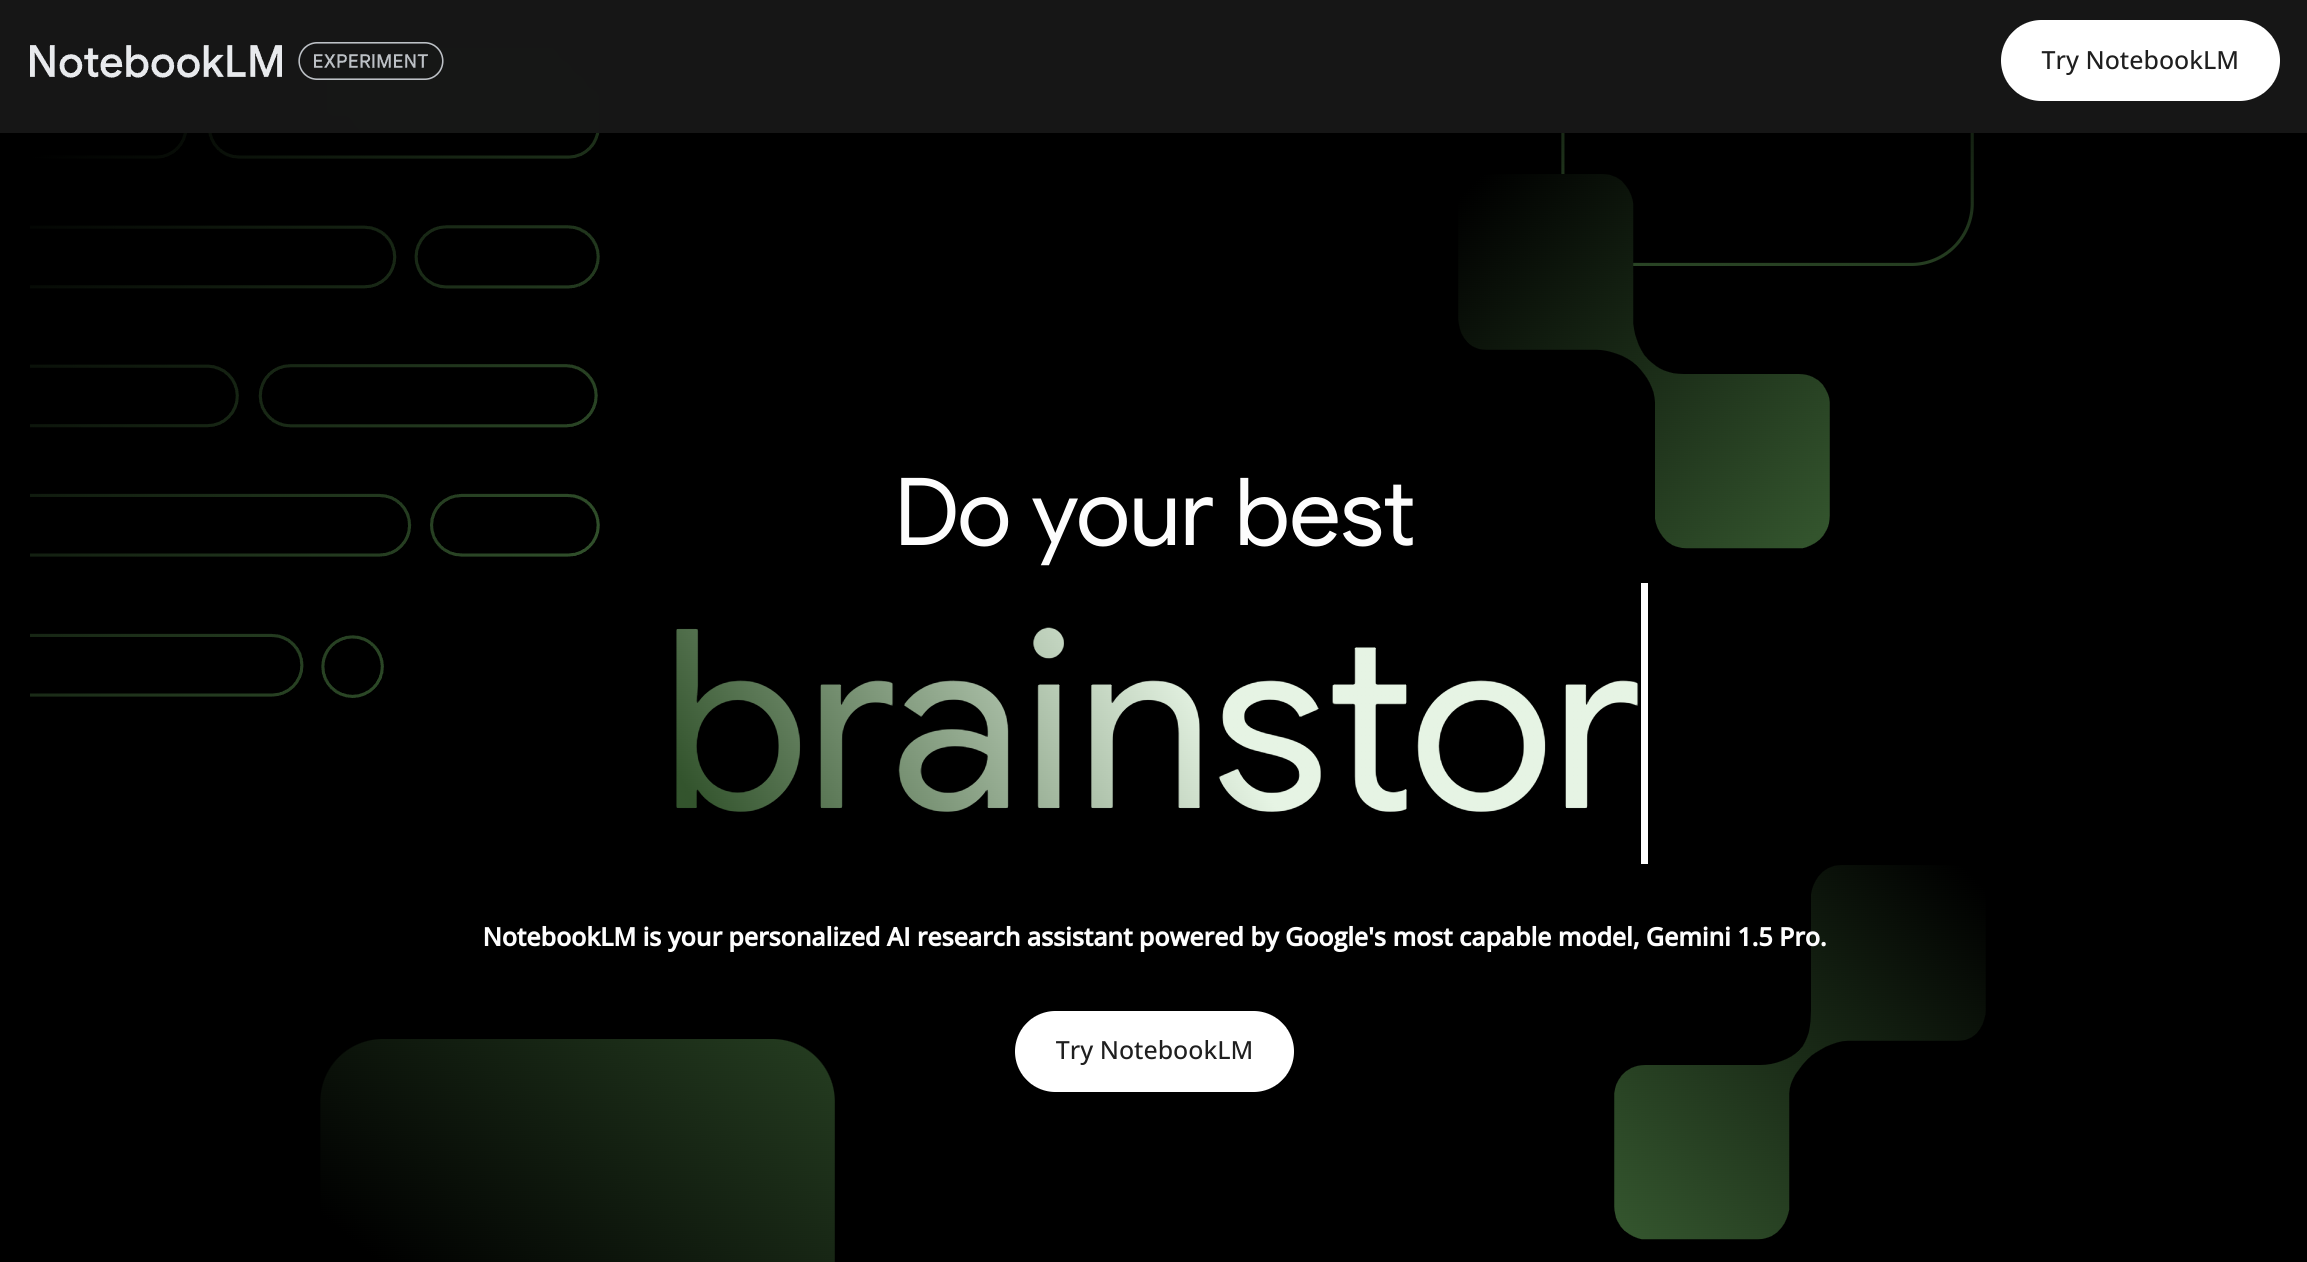 NotebookLM EXPERIMENT
Try NotebookLM
Do your best
brainstor
NotebookLM is your personalized AI research assistant powered by Google's most capable model, Gemini 1.5 Pro.
Try NotebookLM